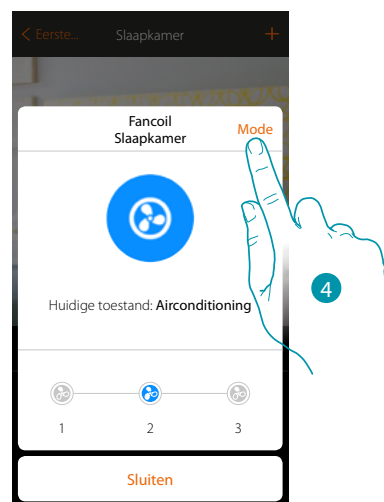 < Eerste... Slaapkamer +
Fancoil
Slaapkamer
Mode
4
Huidige toestand: Airconditioning
1 2 3
Sluiten